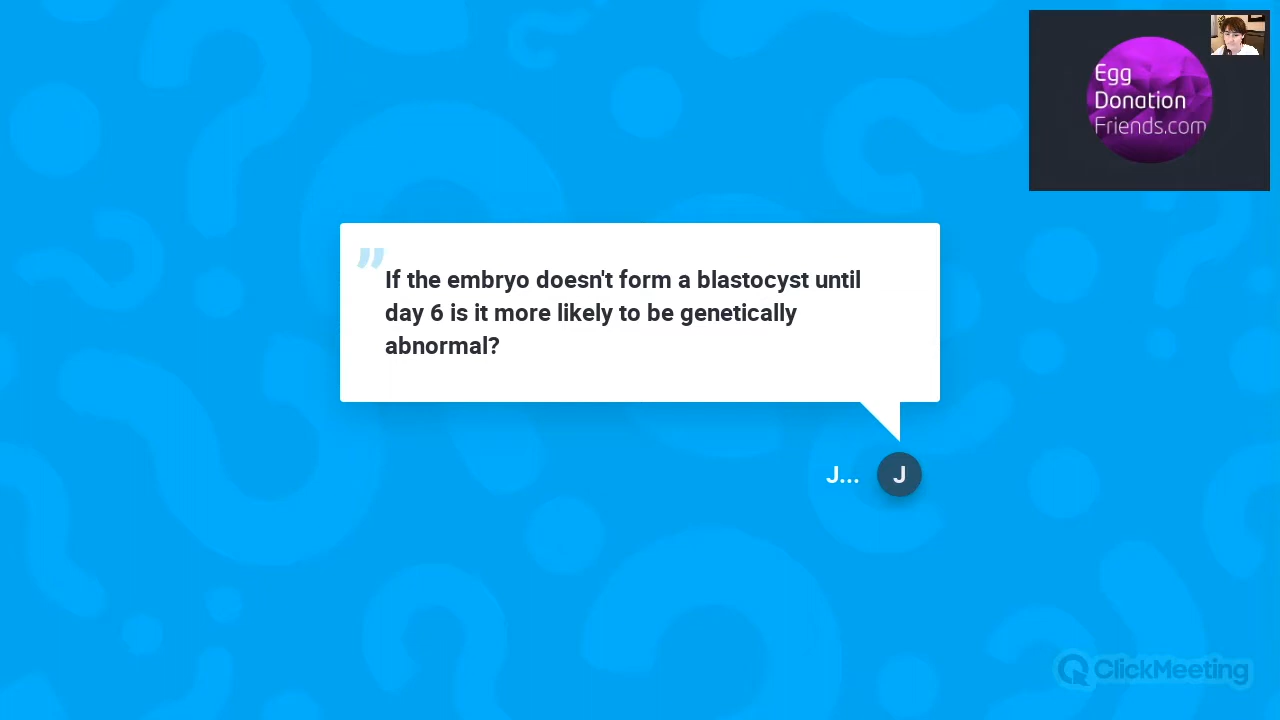 Egg
Donation
Friends.com
"
If the embryo doesn't form a blastocyst until
day 6 is it more likely to be genetically
abnormal?
J... J
ClickMeeting